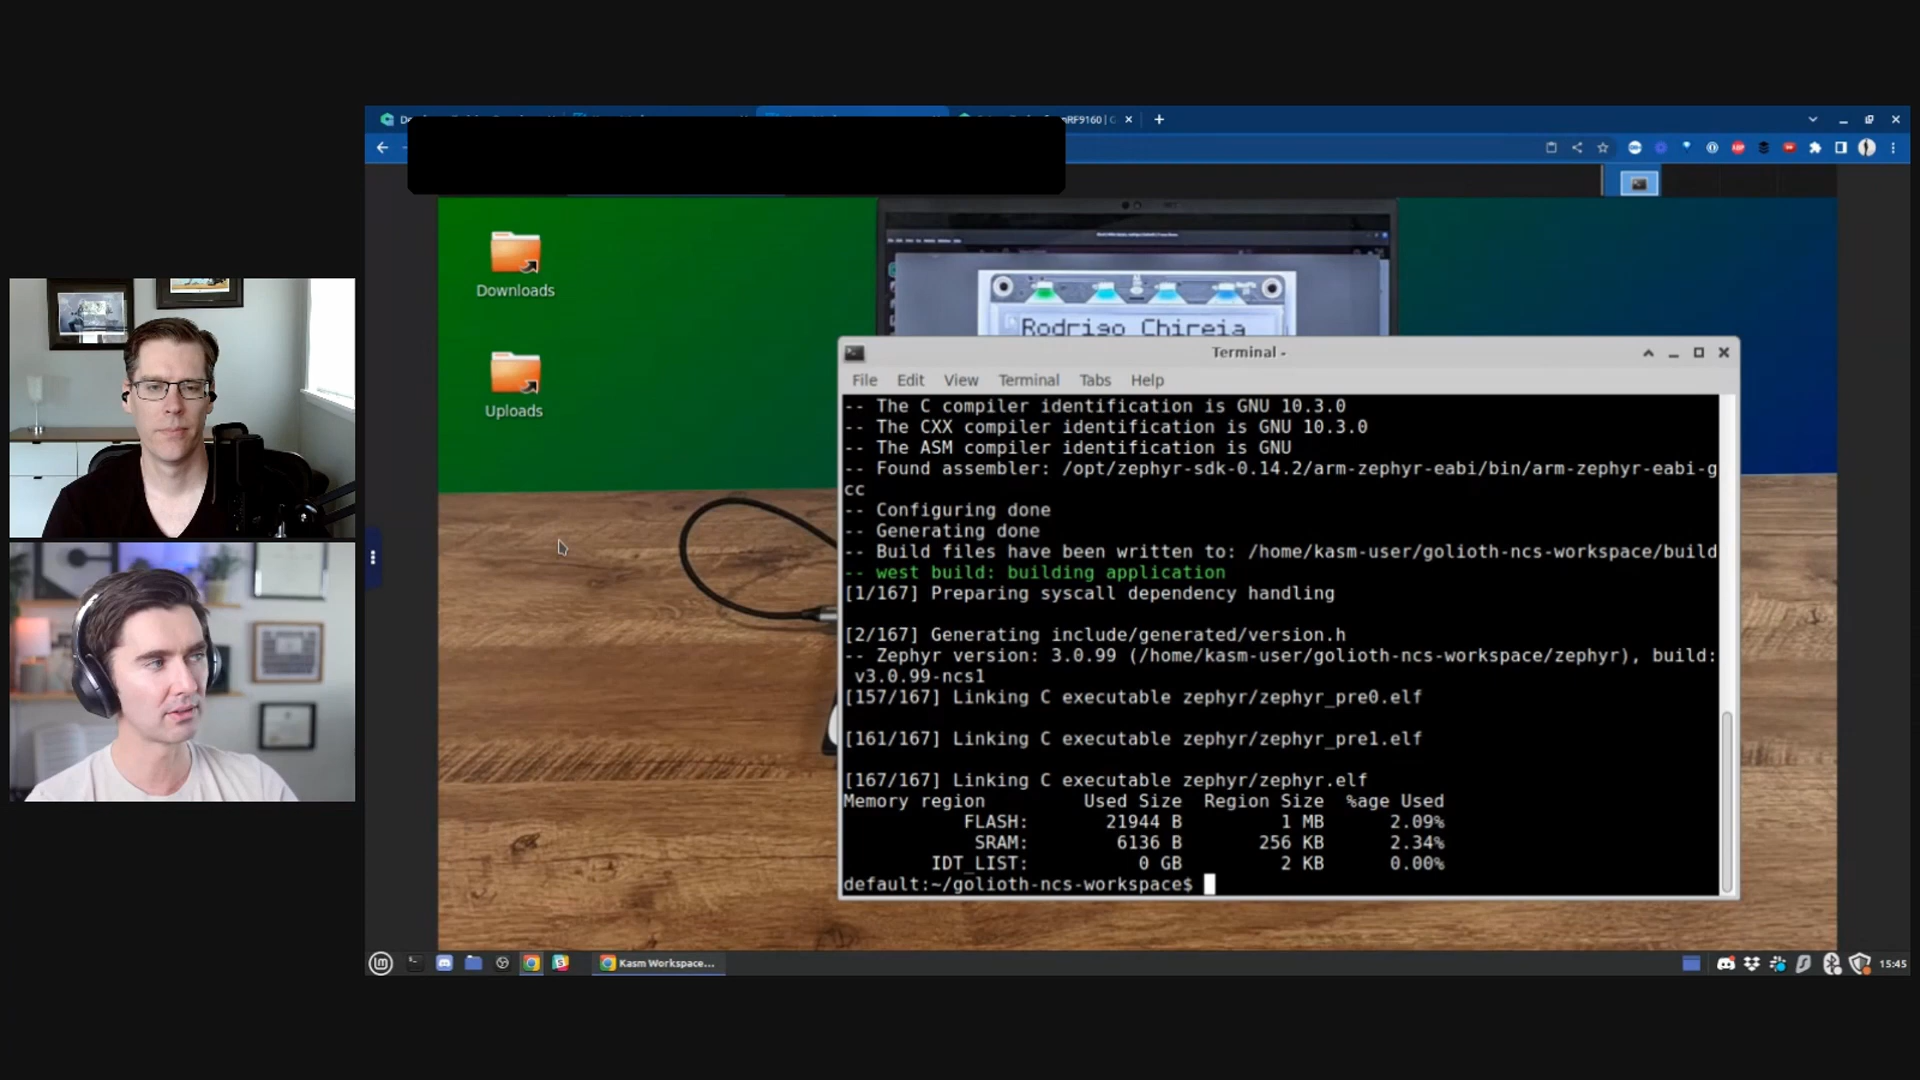 nRF9160 | G
Downloads
Uploads
Rodrigo Chireia
Terminal -
File Edit View Terminal Tabs Help
-- The C compiler identification is GNU 10.3.0
-- The CXX compiler identification is GNU 10.3.0
-- The ASM compiler identification is GNU
-- Found assembler: /opt/zephyr-sdk-0.14.2/arm-zephyr-eabi/bin/arm-zephyr-eabi-g
cc
-- Configuring done
-- Generating done
-- Build files have been written to: /home/kasm-user/golioth-ncs-workspace/build
-- west build: building application
[1/167] Preparing syscall dependency handling
[2/167] Generating include/generated/version.h
-- Zephyr version: 3.0.99 (/home/kasm-user/golioth-ncs-workspace/zephyr), build:
v3.0.99-ncs1
[157/167] Linking C executable zephyr/zephyr_pre0.elf
[161/167] Linking C executable zephyr/zephyr_pre1.elf
[167/167] Linking C executable zephyr/zephyr.elf
Memory region Used Size Region Size %age Used
FLASH: 21944 B 1 MB 2.09%
SRAM: 6136 B 256 KB 2.34%
IDT_LIST: 0 GB 2 KB 0.00%
default:~/golioth-ncs-workspace$
Kasm Workspace...
15:45